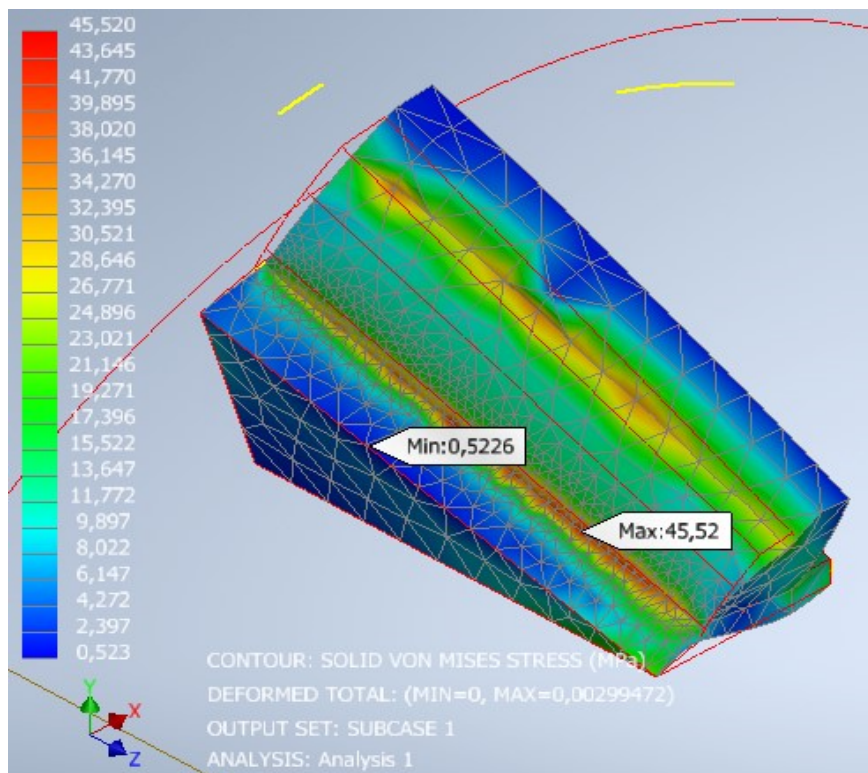 45,520
43,645
41,770
39,895
38,020
36,145
34,270
32,395
30,521
28,646
26,771
24,896
23,021
21,146
19,271
17,396
15,522
13,647
11,772
9,897
8,022
6,147
4,272
2,397
0,523
Min:0,5226
Max:45,52
CONTOUR: SOLID VON MISES STRESS (MPa)
DEFORMED TOTAL: (MIN=0, MAX=0,00299472)
OUTPUT SET: SUBCASE 1
ANALYSIS: Analysis 1
Y
X
Z